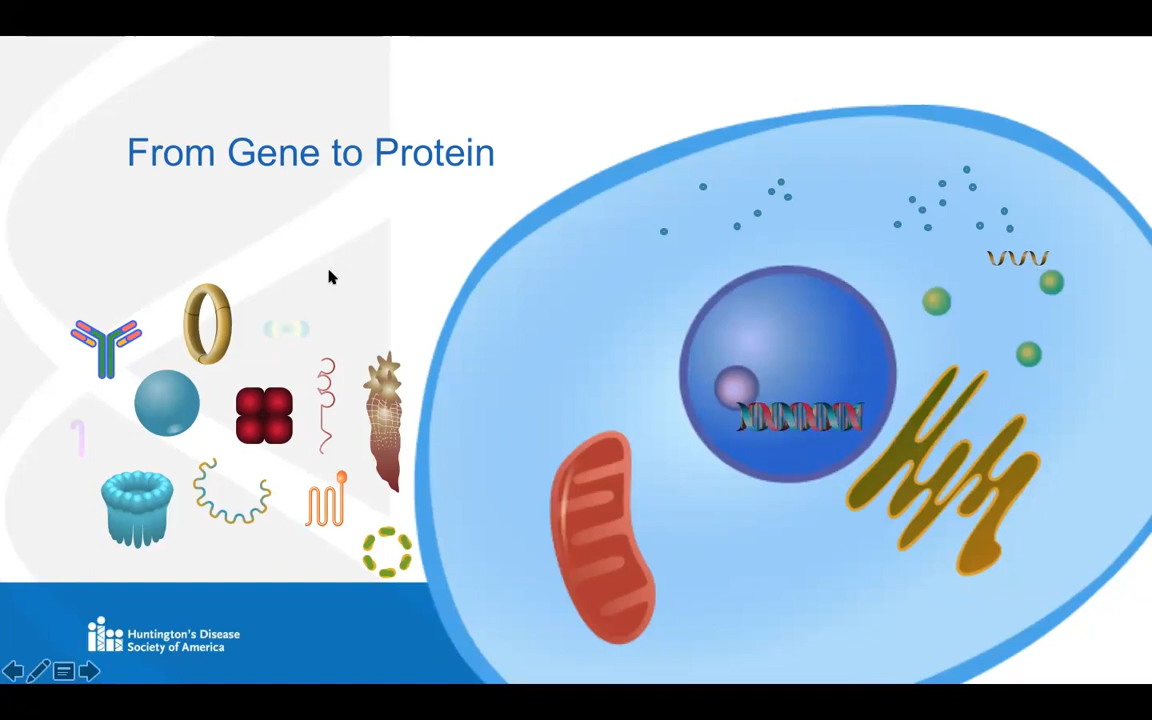 From Gene to Protein
Huntington's Disease
Society of America